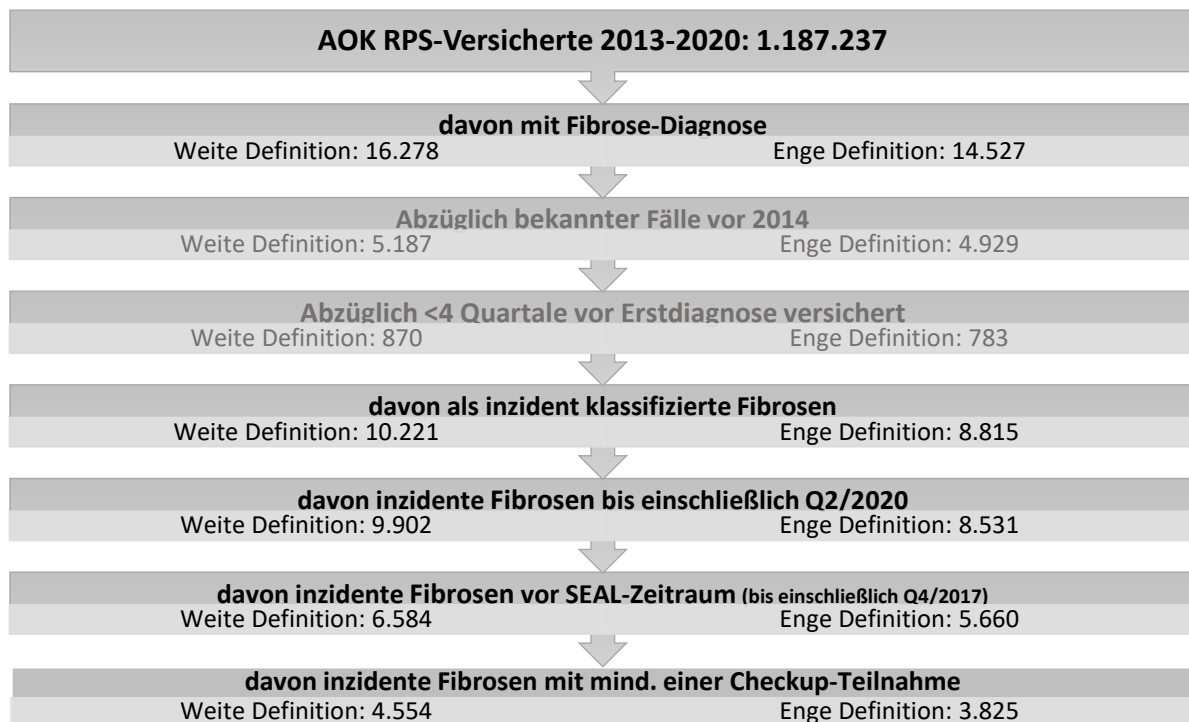 AOK RPS-Versicherte 2013-2020: 1.187.237
davon mit Fibrose-Diagnose
Weite Definition: 16.278 Enge Definition: 14.527
Abzüglich bekannter Fälle vor 2014
Weite Definition: 5.187 Enge Definition: 4.929
Abzüglich <4 Quartale vor Erstdiagnose versichert
Weite Definition: 870 Enge Definition: 783
davon als inzident klassifizierte Fibrosen
Weite Definition: 10.221 Enge Definition: 8.815
davon inzidente Fibrosen bis einschließlich Q2/2020
Weite Definition: 9.902 Enge Definition: 8.531
davon inzidente Fibrosen vor SEAL-Zeitraum (bis einschließlich Q4/2017)
Weite Definition: 6.584 Enge Definition: 5.660
davon inzidente Fibrosen mit mind. einer Checkup-Teilnahme
Weite Definition: 4.554 Enge Definition: 3.825